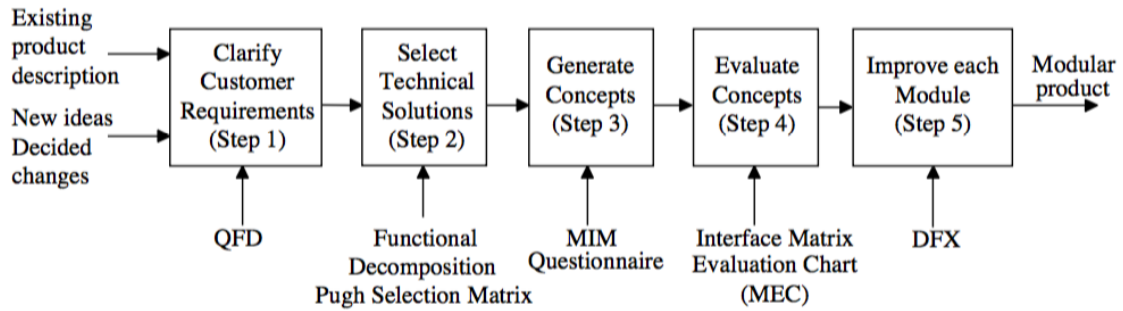 Existing
product
description
New ideas
Decided
changes
Clarify
Customer
Requirements
(Step 1)
QFD
Select
Technical
Solutions
(Step 2)
Functional
Decomposition
Pugh Selection Matrix
Generate
Concepts
(Step 3)
MIM
Questionnaire
Evaluate
Concepts
(Step 4)
Interface Matrix
Evaluation Chart
(MEC)
Improve each
Module
(Step 5)
DFX
Modular
product